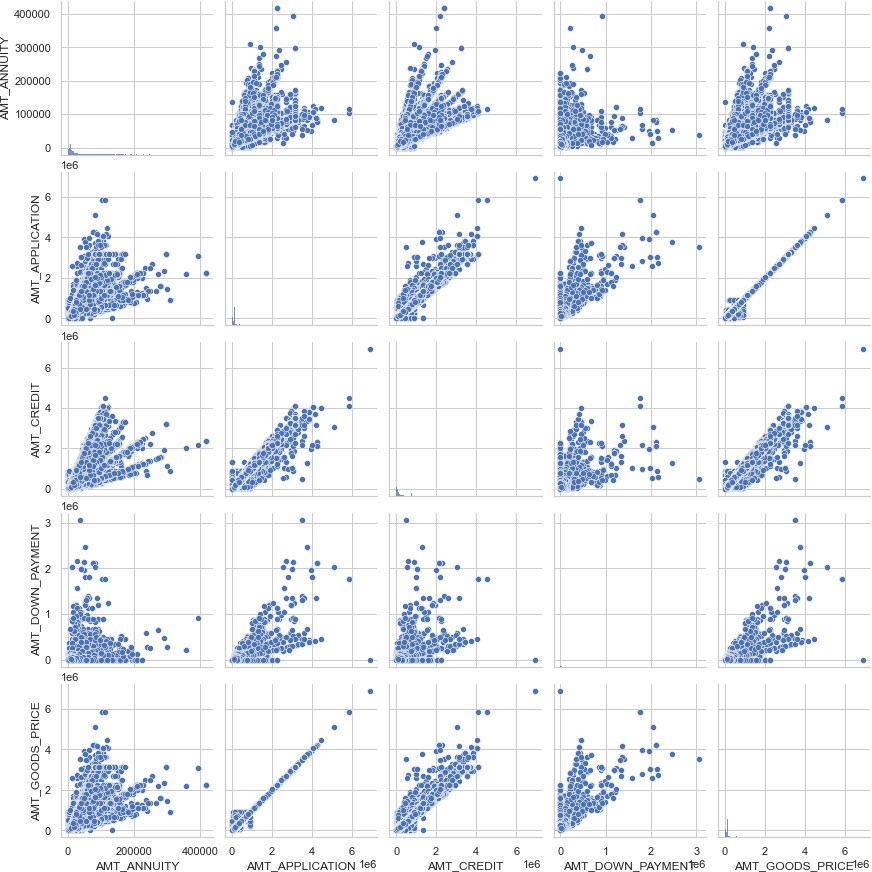 400000
300000
200000
100000
0
AMT_ANNUITY
1e6
6
4
2
0
AMT_APPLICATION
1e6
6
4
2
0
AMT_CREDIT
1e6
3
2
1
0
AMT_DOWN_PAYMENT
1e6
6
4
2
0
AMT_GOODS_PRICE
0 200000 400000 0 2 4 6 0 2 4 6 0 1 2 3 0 2 4 6
AMT_ANNUITY AMT_APPLICATION 1e6 AMT_CREDIT 1e6 AMT_DOWN_PAYMENT 1e6 AMT_GOODS_PRICE 1e6